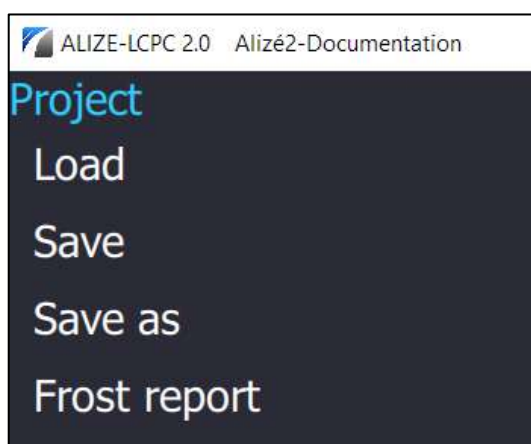 ALIZE-LCPC 2.0 Alizé2-Documentation
Project
Load
Save
Save as
Frost report